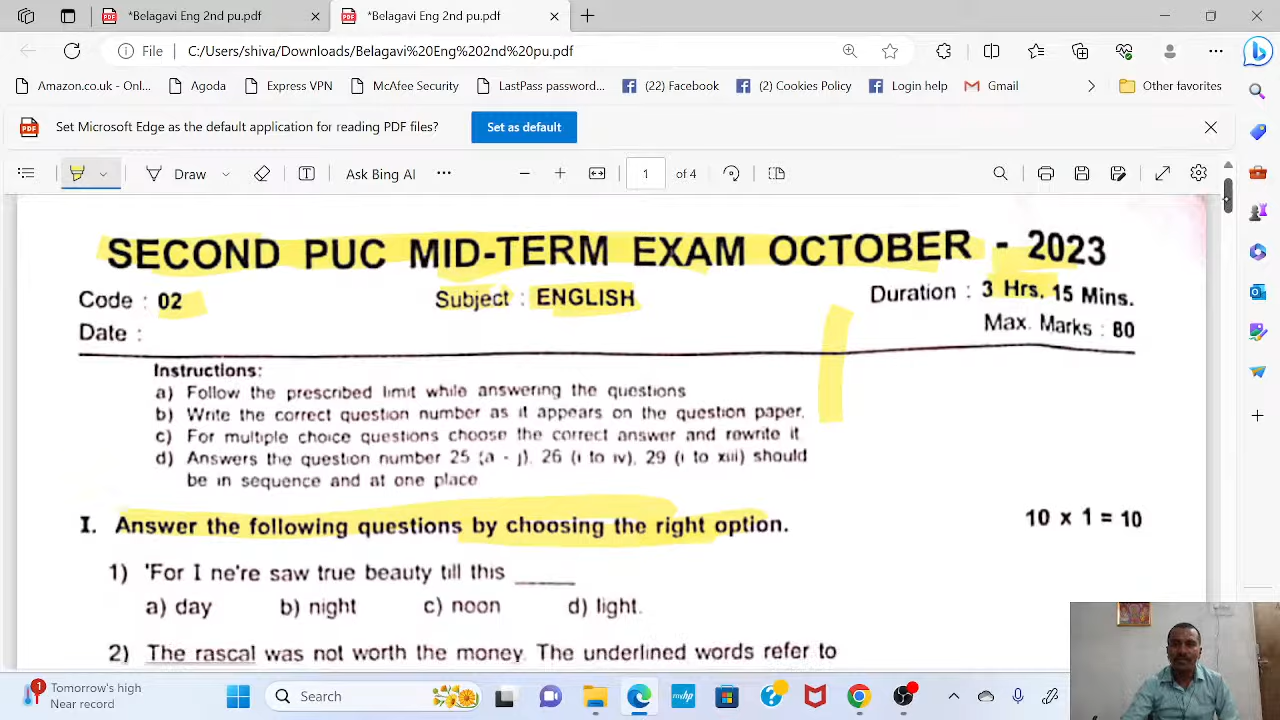 *Belagavi Eng 2nd pu.pdf
*Belagavi Eng 2nd pu.pdf
File C:/Users/shiva/Downloads/Belagavi%20Eng%202nd%20pu.pdf
Amazon.co.uk - Onl... Agoda Express VPN McAfee Security LastPass password... (22) Facebook (2) Cookies Policy Login help Gmail Other favorites
Set Microsoft Edge as the default application for reading PDF files? Set as default
Draw Ask Bing AI 1 of 4
SECOND PUC MID-TERM EXAM OCTOBER - 2023
Code : 02 Subject : ENGLISH Duration : 3 Hrs. 15 Mins.
Date : Max. Marks : 80
Instructions:
a) Follow the prescribed limit while answering the questions
b) Write the correct question number as it appears on the question paper.
c) For multiple choice questions choose the correct answer and rewrite it
d) Answers the question number 25 (a - j), 26 (i to iv), 29 (i to xiii) should
be in sequence and at one place
I. Answer the following questions by choosing the right option. 10 x 1 = 10
1) 'For I ne're saw true beauty till this _____
a) day b) night c) noon d) light.
2) The rascal was not worth the money. The underlined words refer to
1 Tomorrow's high
Near record
Search
myhp